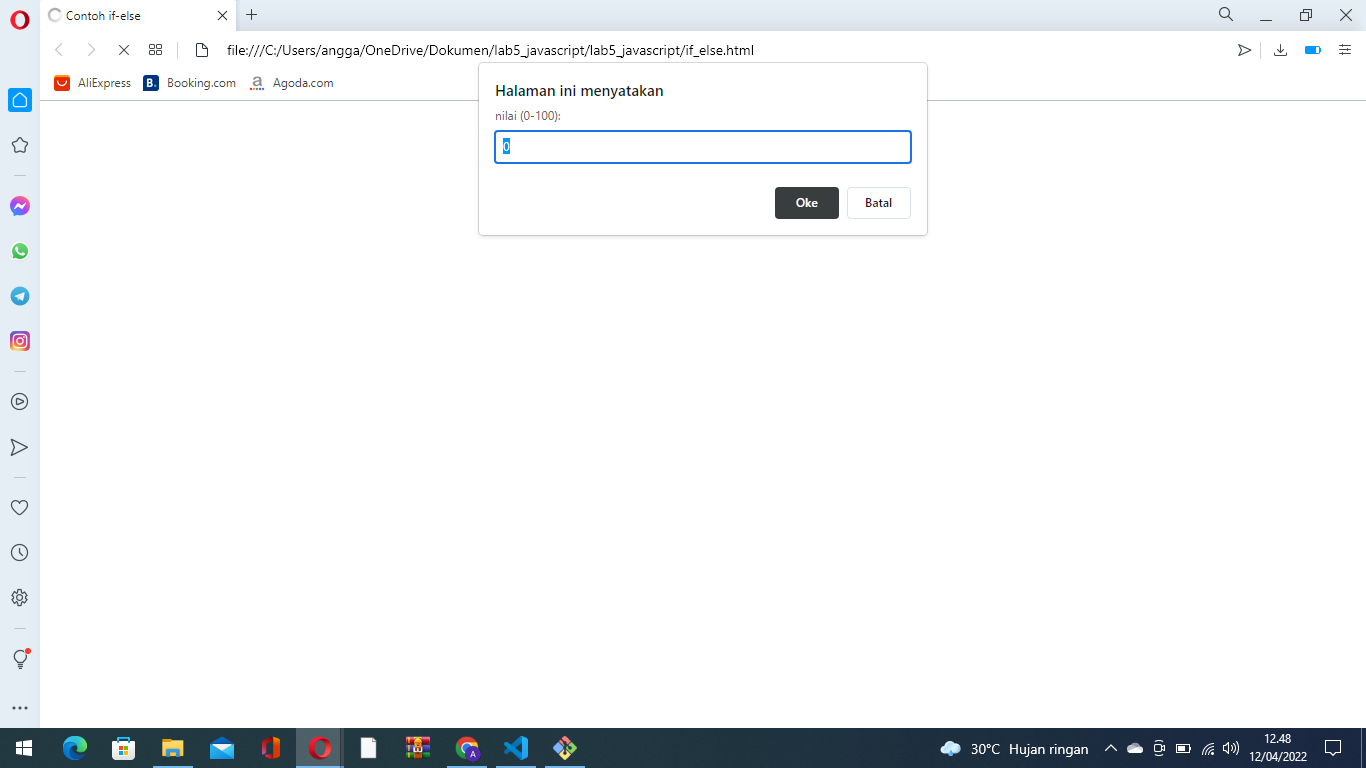 Contoh if-else
file:///C:/Users/angga/OneDrive/Dokumen/lab5_javascript/lab5_javascript/if_else.html
AliExpress
B.
Booking.com
a
Agoda.com
Halaman ini menyatakan
nilai (0-100):
0
Oke
Batal
A
30°C Hujan ringan
12.48
12/04/2022